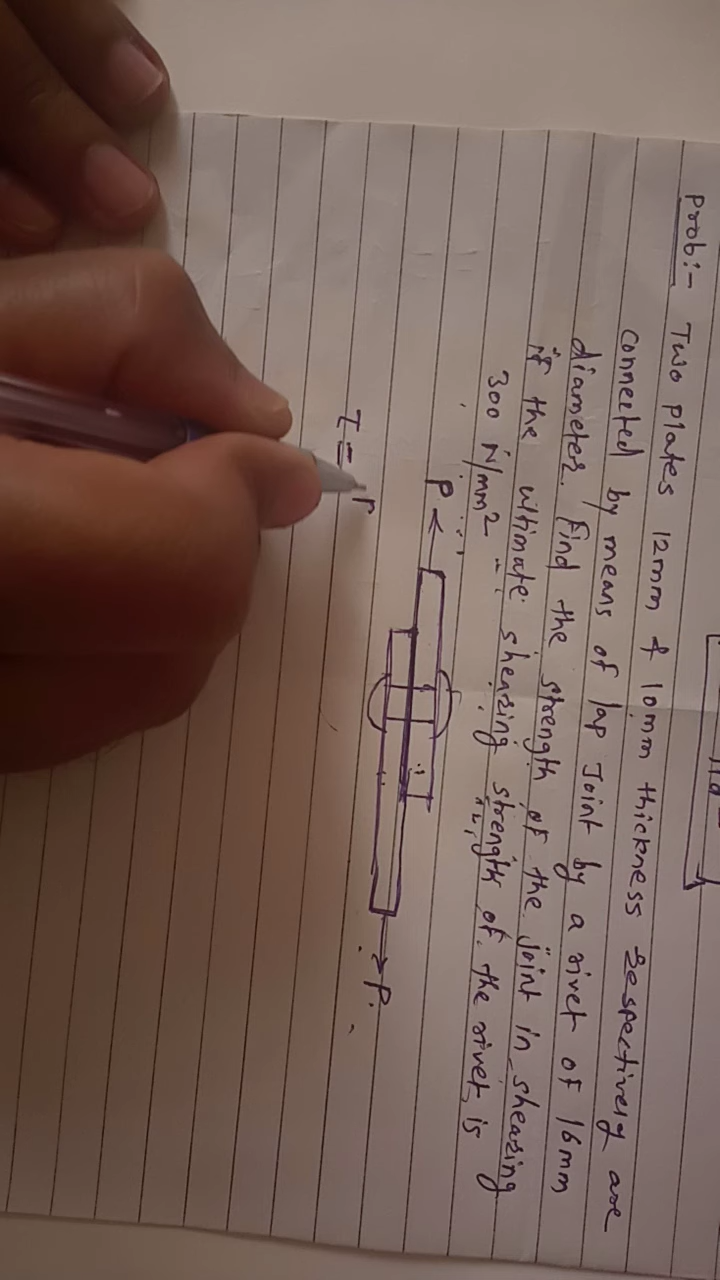 Prob:- Two plates 12mm & 10mm thickness respectively are
connected by means of lap Joint by a rivet of 16mm
diameter. Find the strength of the joint in shearing
if the ultimate shearing strength of the rivet is
300 N/mm²
P
P
τ = P